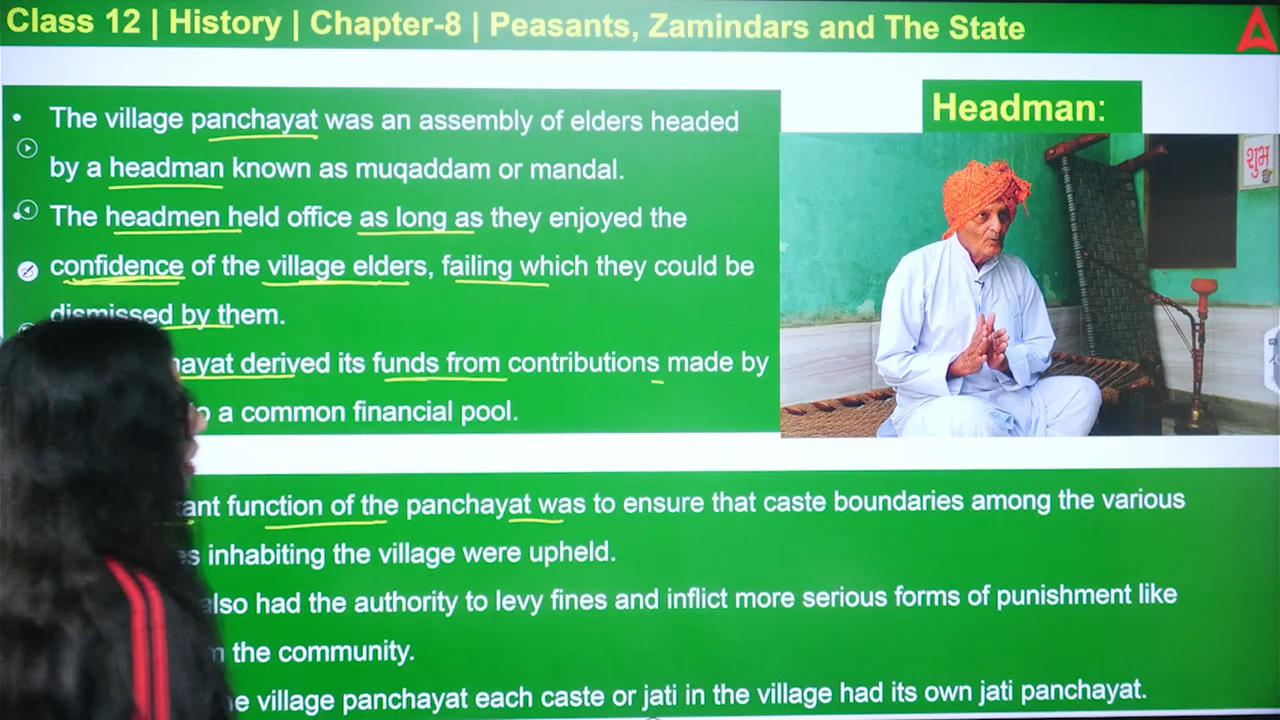 Class 12 | History | Chapter-8 | Peasants, Zamindars and The State
Headman:
The village panchayat was an assembly of elders headed
by a headman known as muqaddam or mandal.
The headmen held office as long as they enjoyed the
confidence of the village elders, failing which they could be
dismissed by them.
derived its funds from contributions made by
a common financial pool.
शुभ
function of the panchayat was to ensure that caste boundaries among the various
inhabiting the village were upheld.
also had the authority to levy fines and inflict more serious forms of punishment like
the community.
village panchayat each caste or jati in the village had its own jati panchayat.